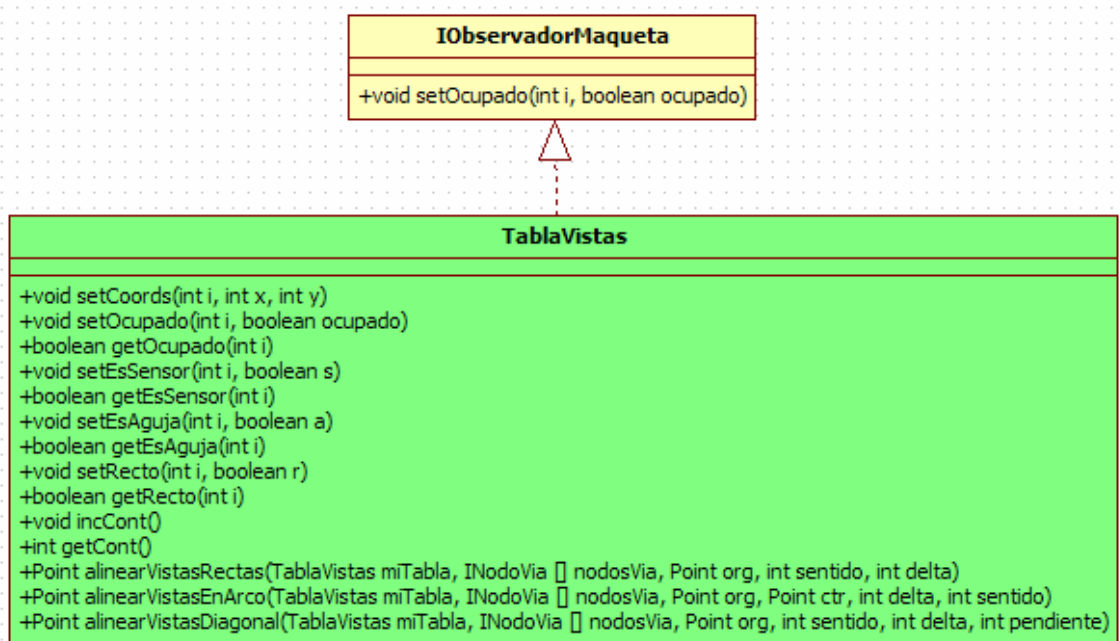 IObservadorMaqueta
+void setOcupado(int i, boolean ocupado)
TablaVistas
+void setCoords(int i, int x, int y)
+void setOcupado(int i, boolean ocupado)
+boolean getOcupado(int i)
+void setEsSensor(int i, boolean s)
+boolean getEsSensor(int i)
+void setEsAguja(int i, boolean a)
+boolean getEsAguja(int i)
+void setRecto(int i, boolean r)
+boolean getRecto(int i)
+void incCont()
+int getCont()
+Point alinearVistasRectas(TablaVistas miTabla, INodoVia [] nodosVia, Point org, int sentido, int delta)
+Point alinearVistasEnArco(TablaVistas miTabla, INodoVia [] nodosVia, Point org, Point ctr, int delta, int sentido)
+Point alinearVistasDiagonal(TablaVistas miTabla, INodoVia [] nodosVia, Point org, int sentido, int delta, int pendiente)